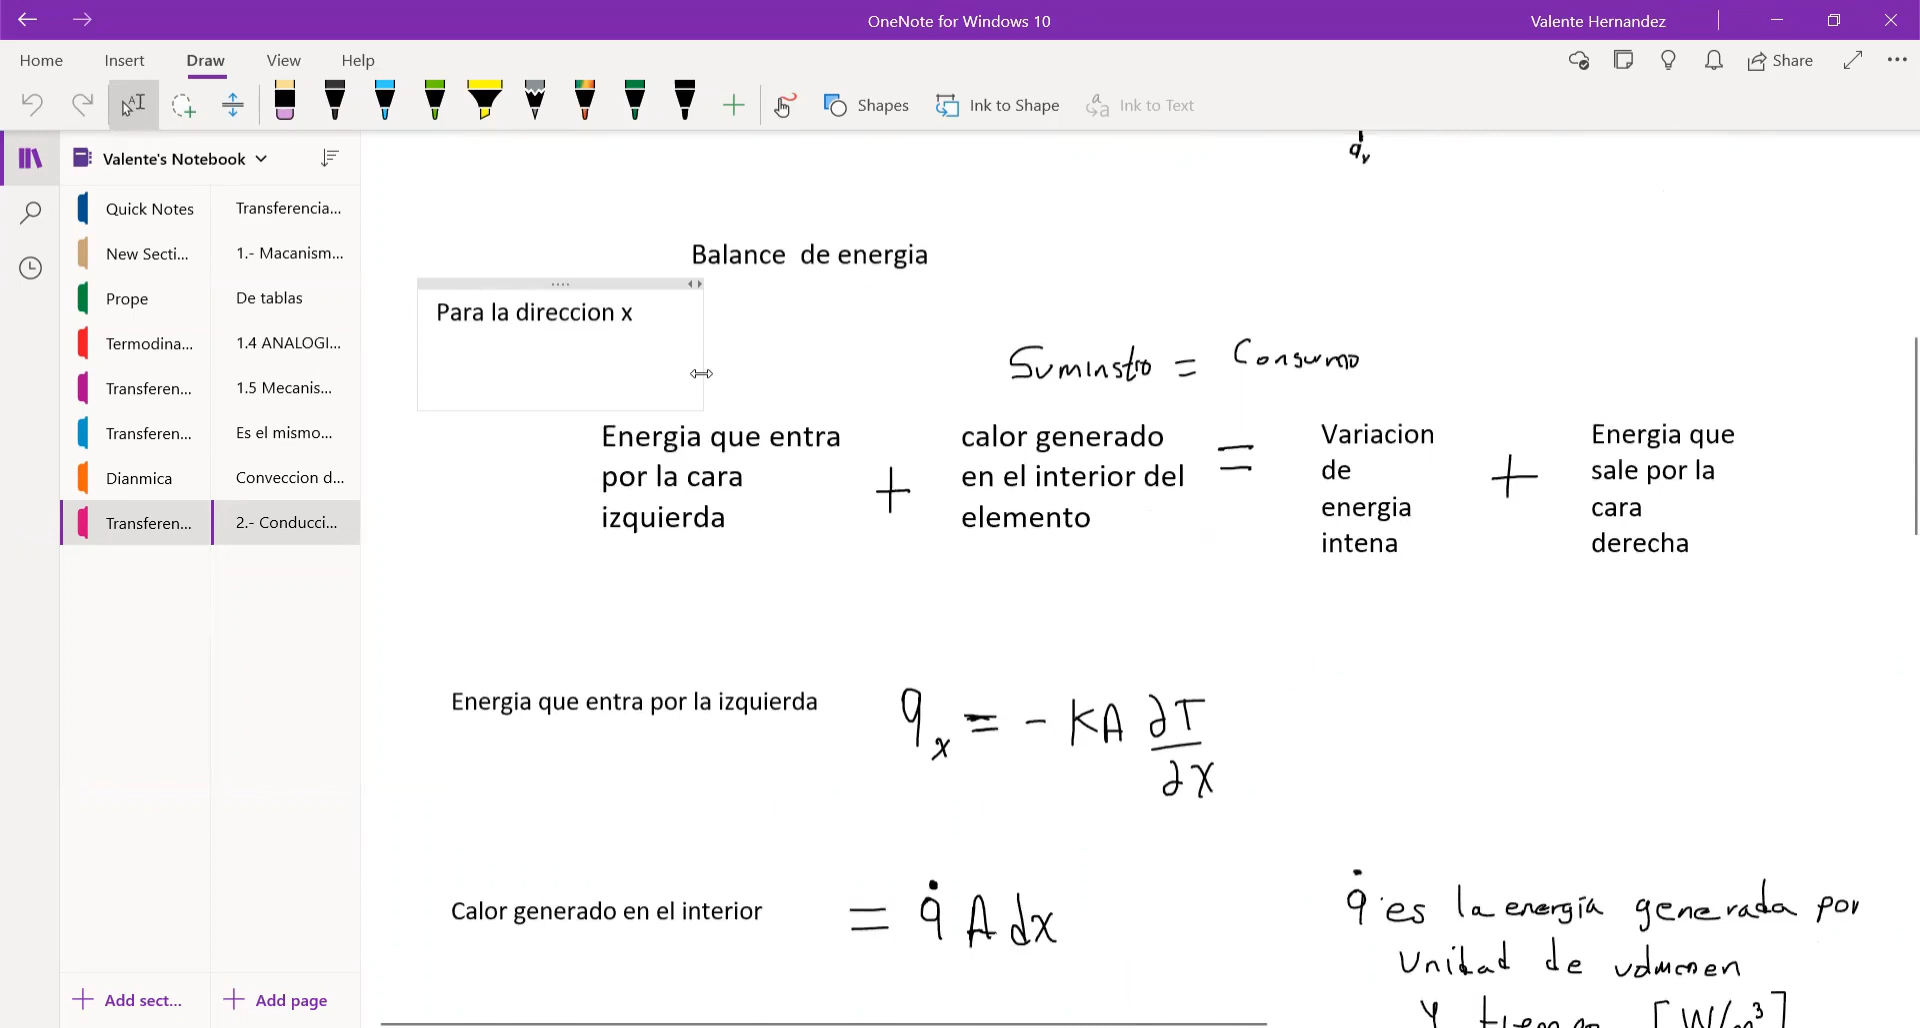 OneNote for Windows 10
Valente Hernandez
Home
Insert
Draw
View
Help
Share
Shapes
Ink to Shape
Ink to Text
Valente's Notebook
Quick Notes
New Secti...
Prope
Termodina...
Transferen...
Transferen...
Dianmica
Transferen...
Transferencia...
1.- Macanism...
De tablas
1.4 ANALOGI...
1.5 Mecanis...
Es el mismo...
Conveccion d...
2.- Conducci...
Add sect...
Add page
qy
Balance de energia
Para la direccion x
Suminstro = Consumo
Energia que entra
por la cara
izquierda
+
calor generado
en el interior del
elemento
=
Variacion
de
energia
intena
+
Energia que
sale por la
cara
derecha
Energia que entra por la izquierda
qx = - KA ∂T/∂X
Calor generado en el interior
= q̇ A dx
q̇ es la energía generada por
Unidad de volumen
Y tiempo [W/m³]